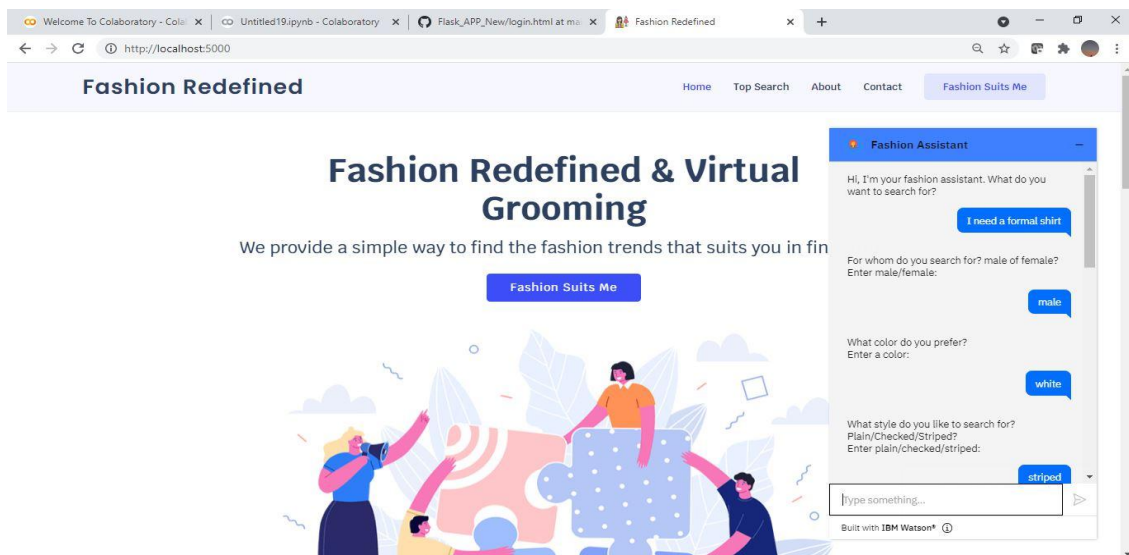 Welcome To Colaboratory - Cola
Untitled19.ipynb - Colaboratory
Flask_APP_New/login.html at ma
Fashion Redefined
http://localhost:5000
Fashion Redefined
Home
Top Search
About
Contact
Fashion Suits Me
Fashion Redefined & Virtual
Grooming
We provide a simple way to find the fashion trends that suits you in fin
Fashion Suits Me
Fashion Assistant
Hi, I'm your fashion assistant. What do you
want to search for?
I need a formal shirt
For whom do you search for? male of female?
Enter male/female:
male
What color do you prefer?
Enter a color:
white
What style do you like to search for?
Plain/Checked/Striped?
Enter plain/checked/striped:
striped
Type something...
Built with IBM Watson®